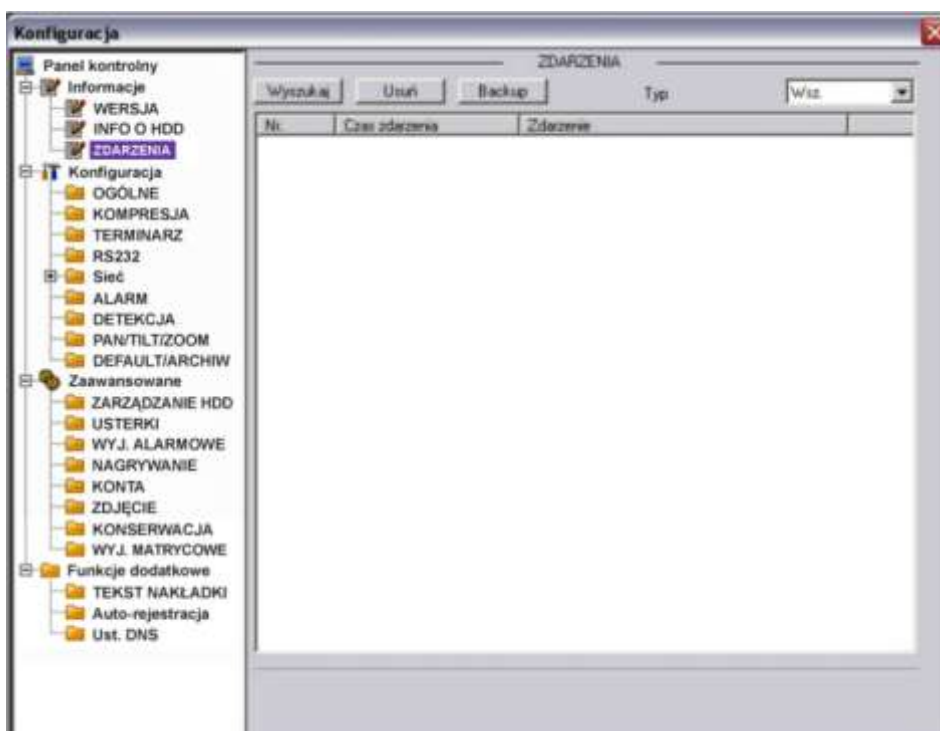 Konfiguracja
Panel kontrolny
Informacje
WERSJA
INFO O HDD
ZDARZENIA
Konfiguracja
OGÓLNE
KOMPRESJA
TERMINARZ
RS232
Sieć
ALARM
DETEKCJA
PAN/TILT/ZOOM
DEFAULT/ARCHIW
Zaawansowane
ZARZĄDZANIE HDD
USTERKI
WYJ. ALARMOWE
NAGRYWANIE
KONTA
ZDJĘCIE
KONSERWACJA
WYJ. MATRYCOWE
Funkcje dodatkowe
TEKST NAKŁADKI
Auto-rejestracja
Ust. DNS
ZDARZENIA
Wyszukaj Usuń Backup Typ Wsz.
Nr. Czas zdarzenia Zdarzenie